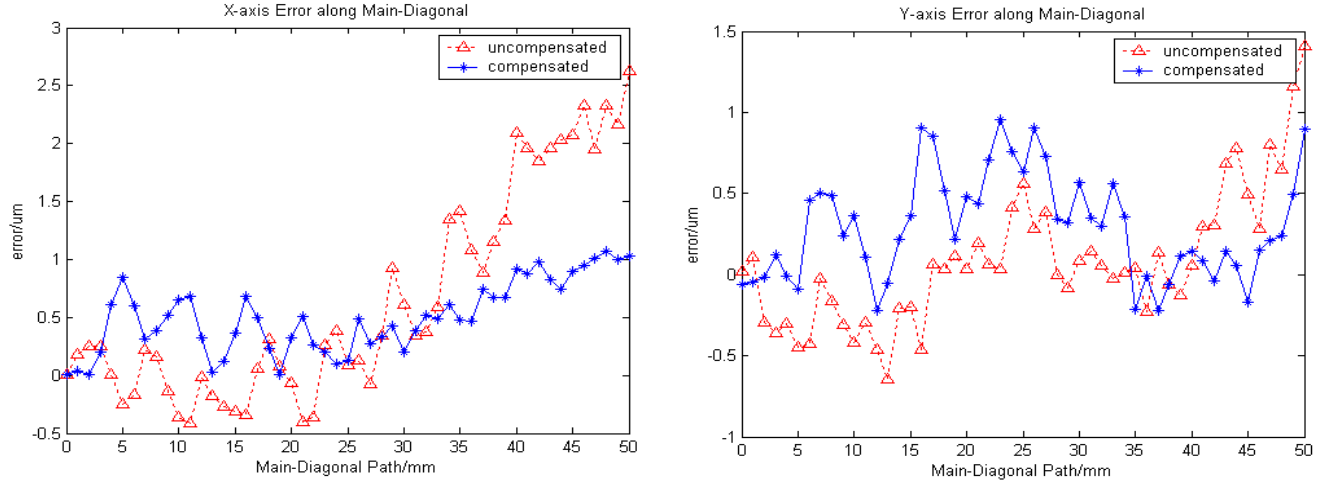 X-axis Error along Main-Diagonal
3
2.5
2
1.5
1
0.5
0
-0.5
error/um
uncompensated
compensated
0 5 10 15 20 25 30 35 40 45 50
Main-Diagonal Path/mm
Y-axis Error along Main-Diagonal
1.5
1
0.5
0
-0.5
-1
error/um
uncompensated
compensated
0 5 10 15 20 25 30 35 40 45 50
Main-Diagonal Path/mm